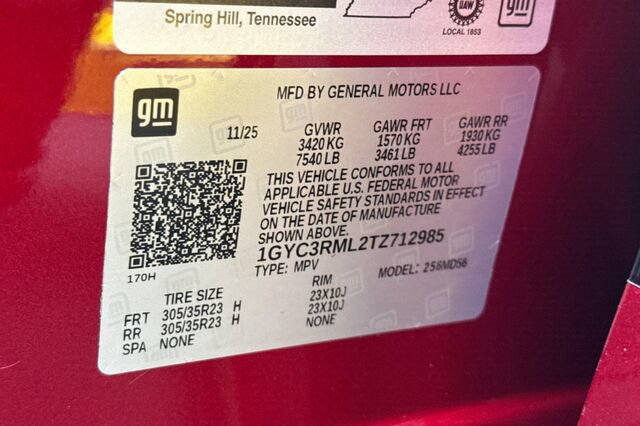 Spring Hill, Tennessee
UAW
LOCAL 1853
gm
gm
MFD BY GENERAL MOTORS LLC
11/25 GVWR GAWR FRT GAWR RR
3420 KG 1570 KG 1930 KG
7540 LB 3461 LB 4255 LB
THIS VEHICLE CONFORMS TO ALL
APPLICABLE U.S. FEDERAL MOTOR
VEHICLE SAFETY STANDARDS IN EFFECT
ON THE DATE OF MANUFACTURE
SHOWN ABOVE.
1GYC3RML2TZ712985
170H
TYPE: MPV MODEL: 256MD56
TIRE SIZE RIM
FRT 305/35R23 H 23X10J
RR 305/35R23 H 23X10J
SPA NONE NONE